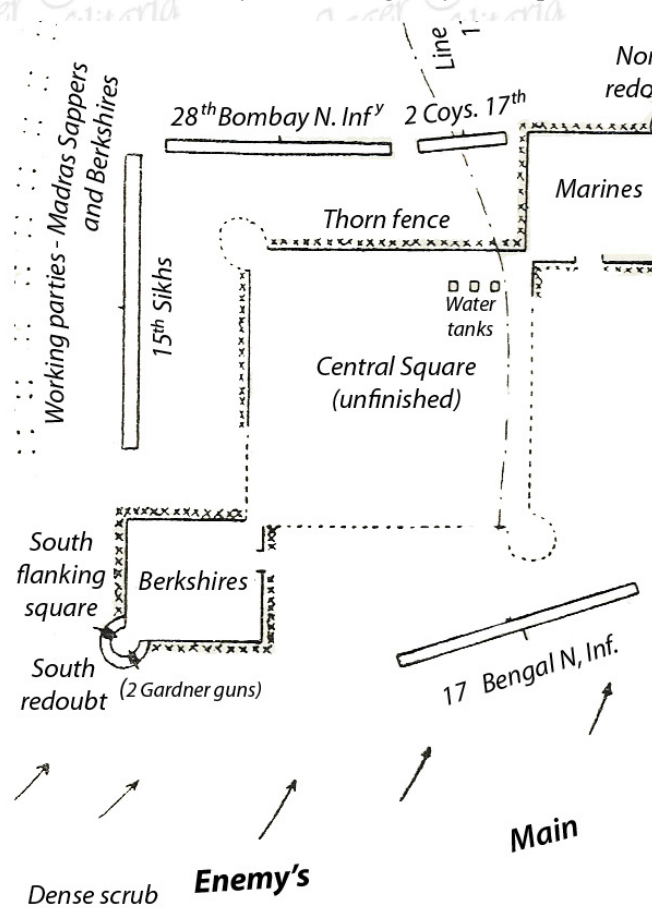 Line
1
Nor
redo
28th Bombay N. Infy
2 Coys. 17th
Working parties - Madras Sappers
and Berkshires
Marines
Thorn fence
15th Sikhs
Water
tanks
Central Square
(unfinished)
South
flanking
square
Berkshires
South
redoubt
(2 Gardner guns)
17 Bengal N, Inf.
Main
Enemy's
Dense scrub